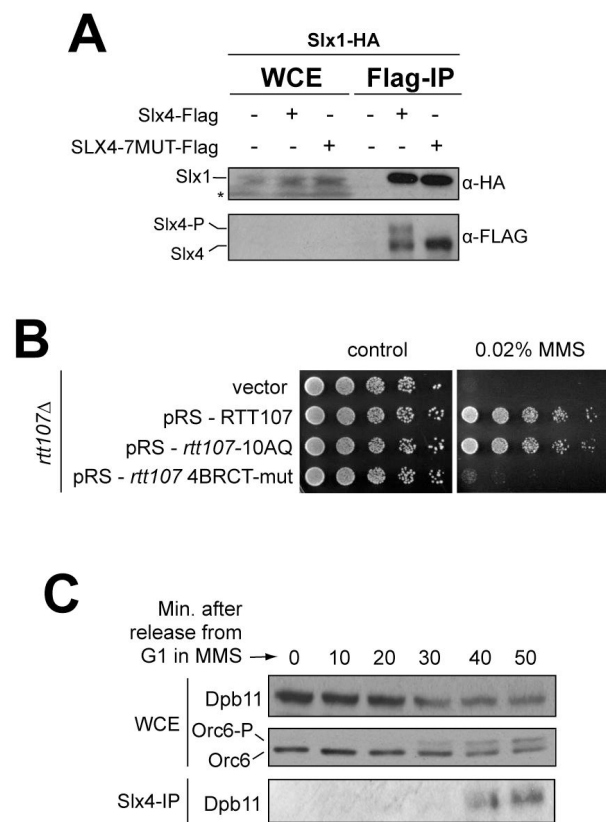 A
Slx1-HA
WCE Flag-IP
Slx4-Flag - + - - + -
SLX4-7MUT-Flag - - + - - +
Slx1 α-HA
*
Slx4-P
Slx4 α-FLAG
B
control 0.02% MMS
rtt107Δ
vector
pRS - RTT107
pRS - rtt107-10AQ
pRS - rtt107 4BRCT-mut
C
Min. after
release from
G1 in MMS 0 10 20 30 40 50
WCE
Dpb11
Orc6-P
Orc6
Slx4-IP Dpb11